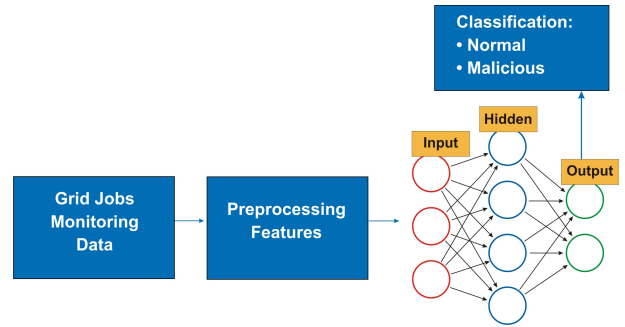 Grid Jobs
Monitoring
Data
Preprocessing
Features
Input
Hidden
Output
Classification:
• Normal
• Malicious